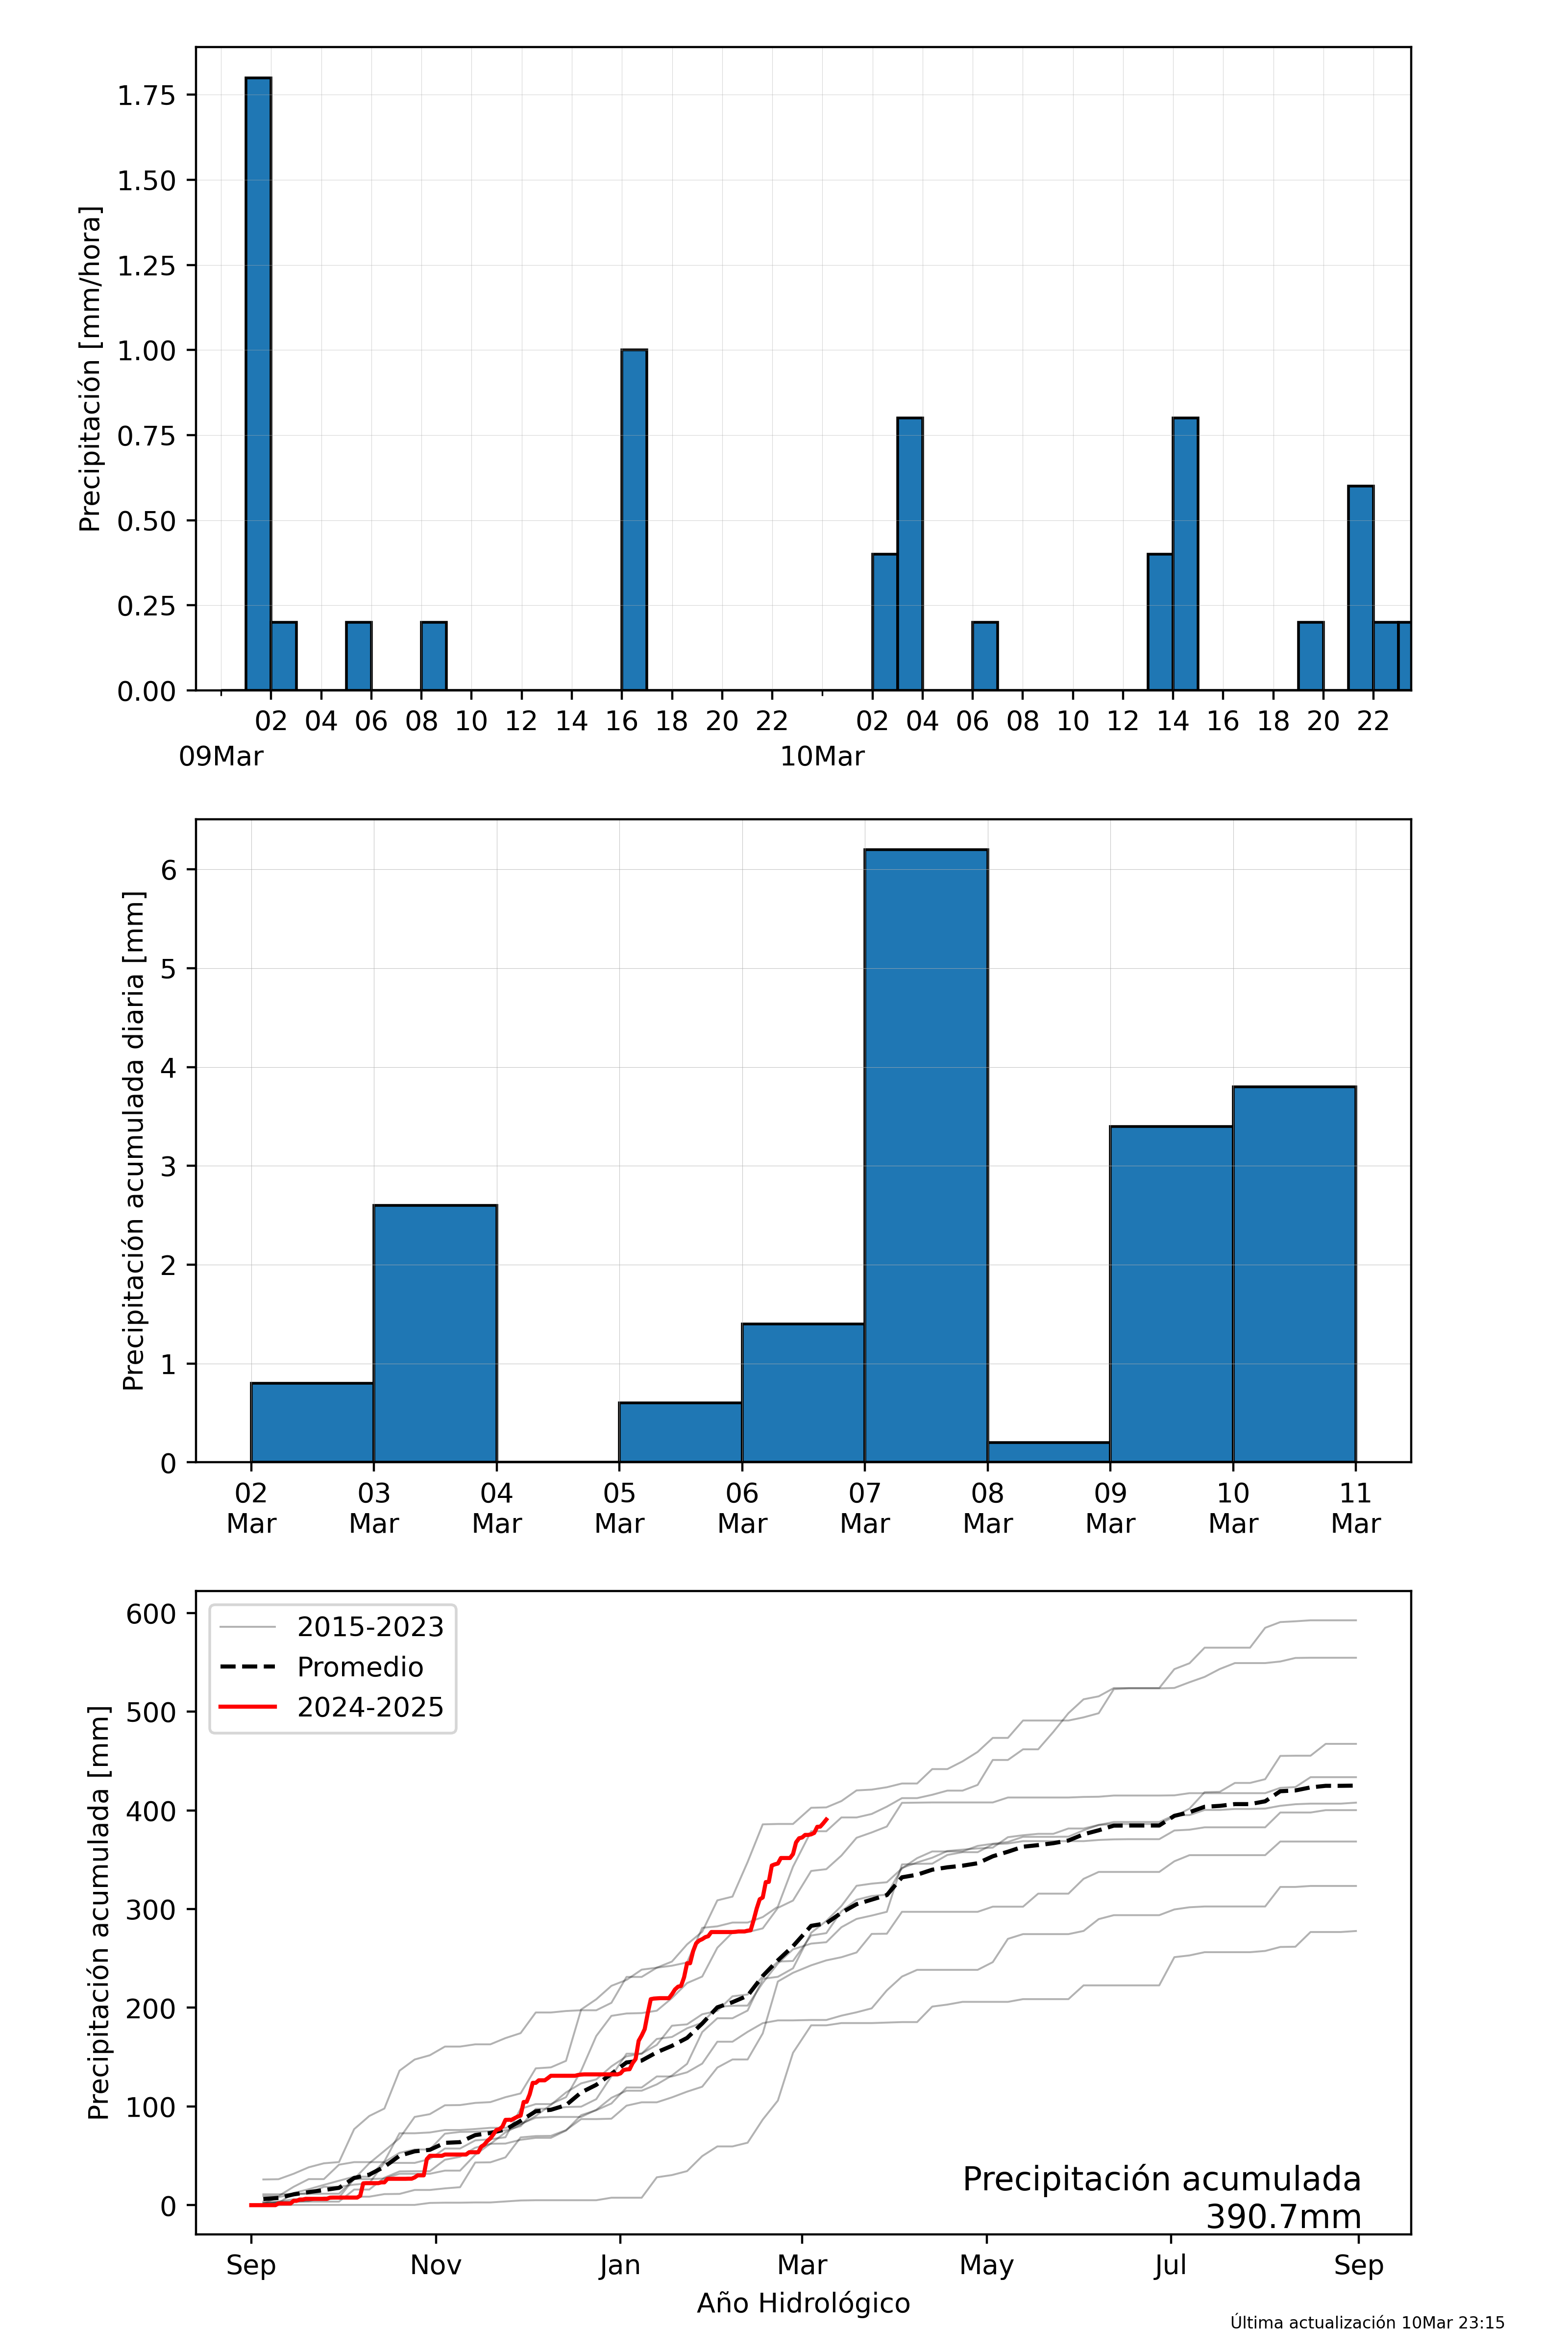 Precipitación [mm/hora]
1.75
1.50
1.25
1.00
0.75
0.50
0.25
0.00
02 04 06 08 10 12 14 16 18 20 22 02 04 06 08 10 12 14 16 18 20 22
09Mar 10Mar
Precipitación acumulada diaria [mm]
6
5
4
3
2
1
0
02 03 04 05 06 07 08 09 10 11
Mar Mar Mar Mar Mar Mar Mar Mar Mar Mar
Precipitación acumulada [mm]
600
500
400
300
200
100
0
2015-2023
Promedio
2024-2025
Precipitación acumulada
390.7mm
Sep Nov Jan Mar May Jul Sep
Año Hidrológico
Última actualización 10Mar 23:15